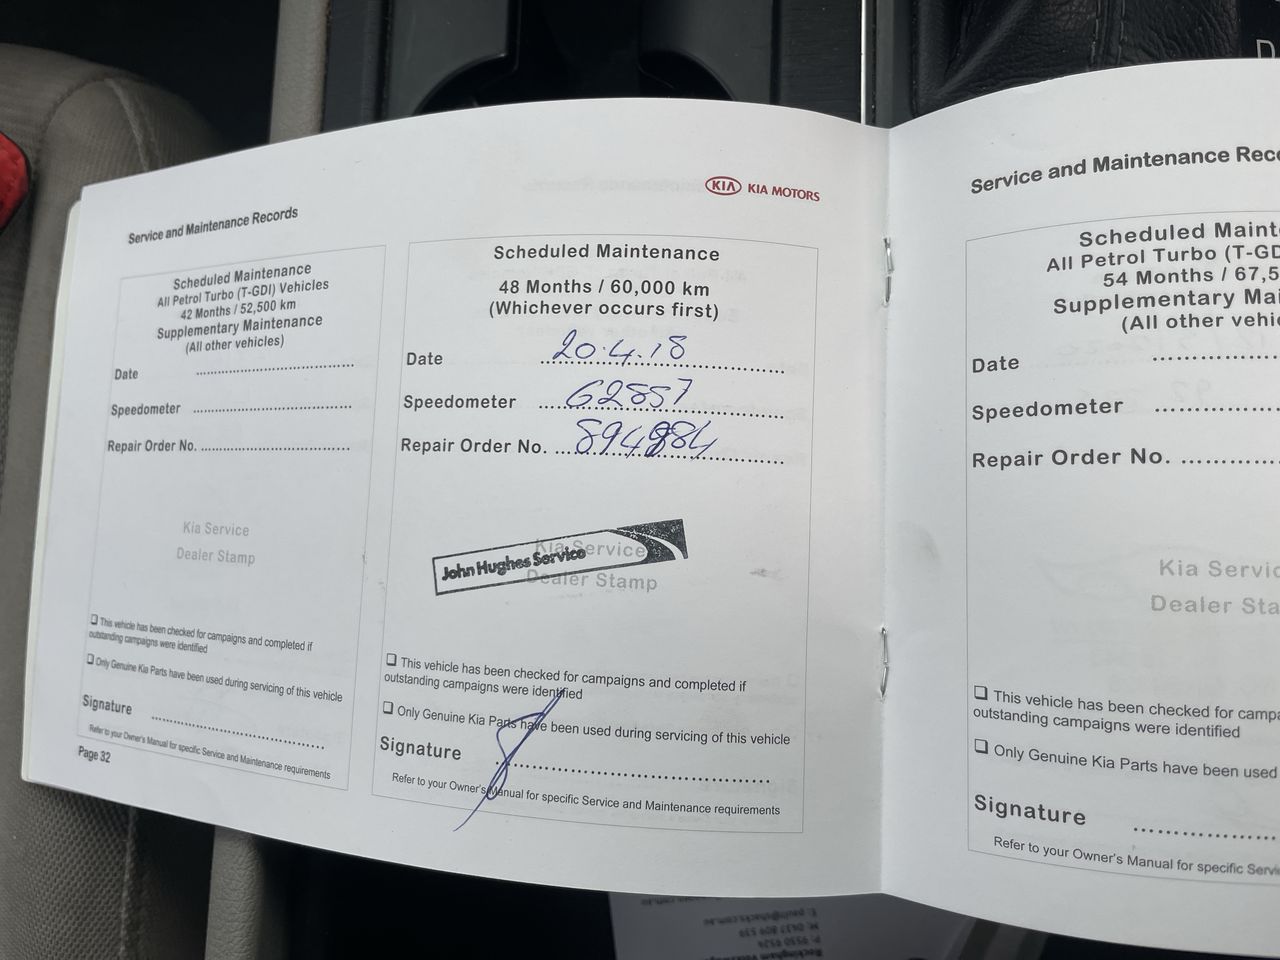 Service and Maintenance Records
Scheduled Maintenance
All Petrol Turbo (T-GDI) Vehicles
42 Months / 52,500 km
Supplementary Maintenance
(All other vehicles)
Date
Speedometer
Repair Order No.
Kia Service
Dealer Stamp
❑ This vehicle has been checked for campaigns and completed if
outstanding campaigns were identified
❑ Only Genuine Kia Parts have been used during servicing of this vehicle
Signature
Refer to your Owner's Manual for specific Service and Maintenance requirements
Page 32
KIA KIA MOTORS
Scheduled Maintenance
48 Months / 60,000 km
(Whichever occurs first)
Date 20.4.18
Speedometer 62857
Repair Order No. 894984
Kia Service
John Hughes Service
Dealer Stamp
❑ This vehicle has been checked for campaigns and completed if
outstanding campaigns were identified
❑ Only Genuine Kia Parts have been used during servicing of this vehicle
Signature
Refer to your Owner's Manual for specific Service and Maintenance requirements
Service and Maintenance Reco
Scheduled Maint
All Petrol Turbo (T-GD
54 Months / 67,5
Supplementary Mai
(All other vehic
Date
Speedometer
Repair Order No.
Kia Servic
Dealer Sta
❑ This vehicle has been checked for campa
outstanding campaigns were identified
❑ Only Genuine Kia Parts have been used
Signature
Refer to your Owner's Manual for specific Servi